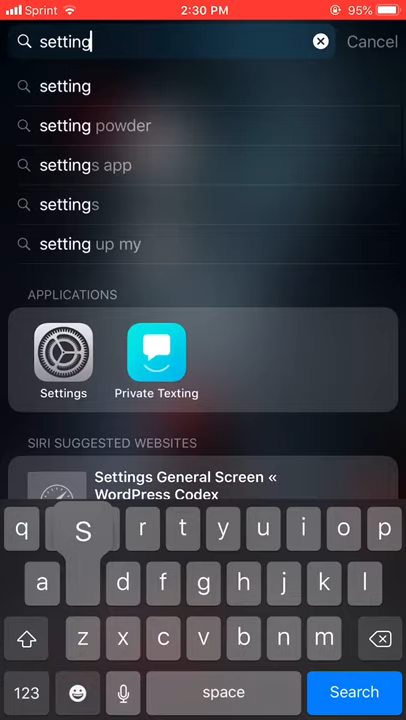 Sprint 2:30 PM 95%
setting Cancel
setting
setting powder
settings app
settings
setting up my
APPLICATIONS
Settings Private Texting
SIRI SUGGESTED WEBSITES
Settings General Screen «
WordPress Codex
q S r t y u i o p
a d f g h j k l
z x c v b n m
123 space Search